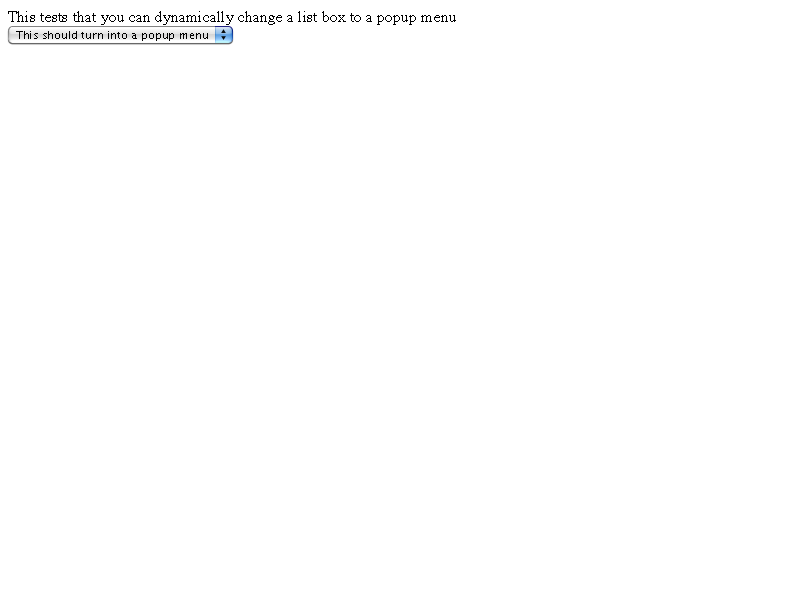 This tests that you can dynamically change a list box to a popup menu
This should turn into a popup menu